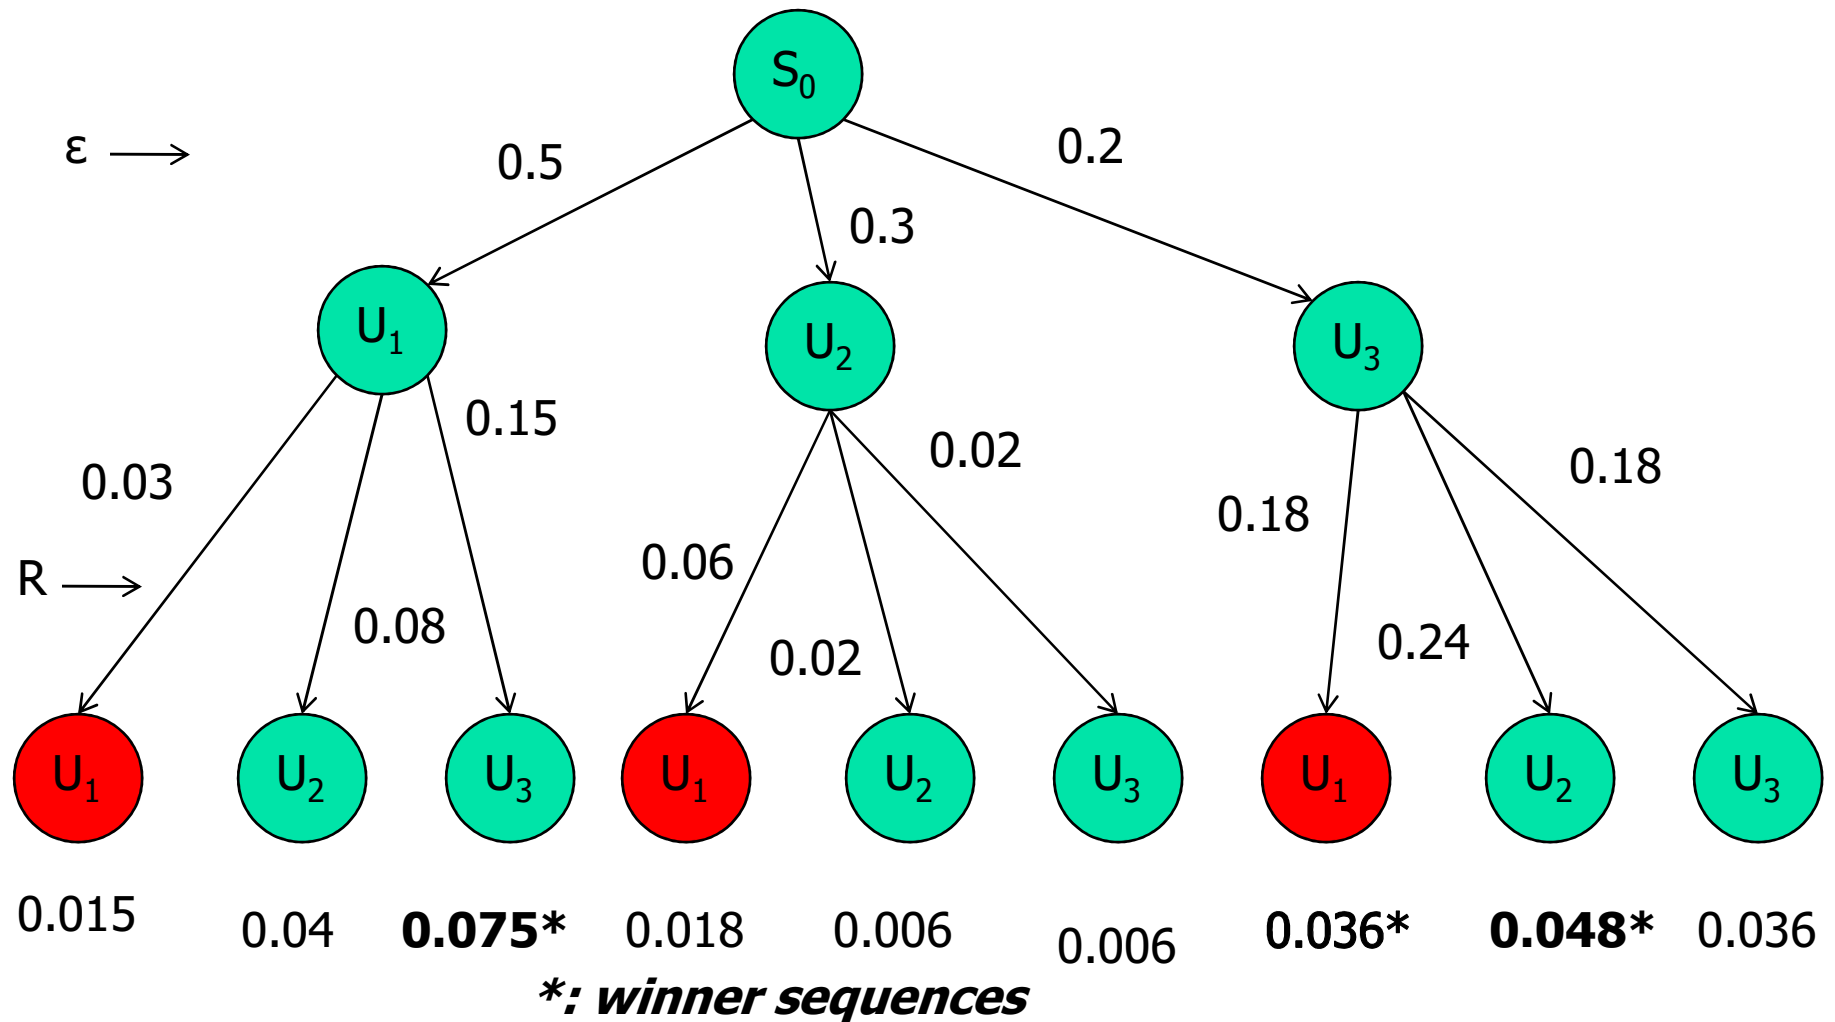 S₀
ε
0.5
0.3
0.2
U₁
U₂
U₃
0.03
0.08
0.15
0.06
0.02
0.02
0.18
0.24
0.18
R
U₁
U₂
U₃
U₁
U₂
U₃
U₁
U₂
U₃
0.015
0.04
0.075*
0.018
0.006
0.006
0.036*
0.048*
0.036
*: winner sequences